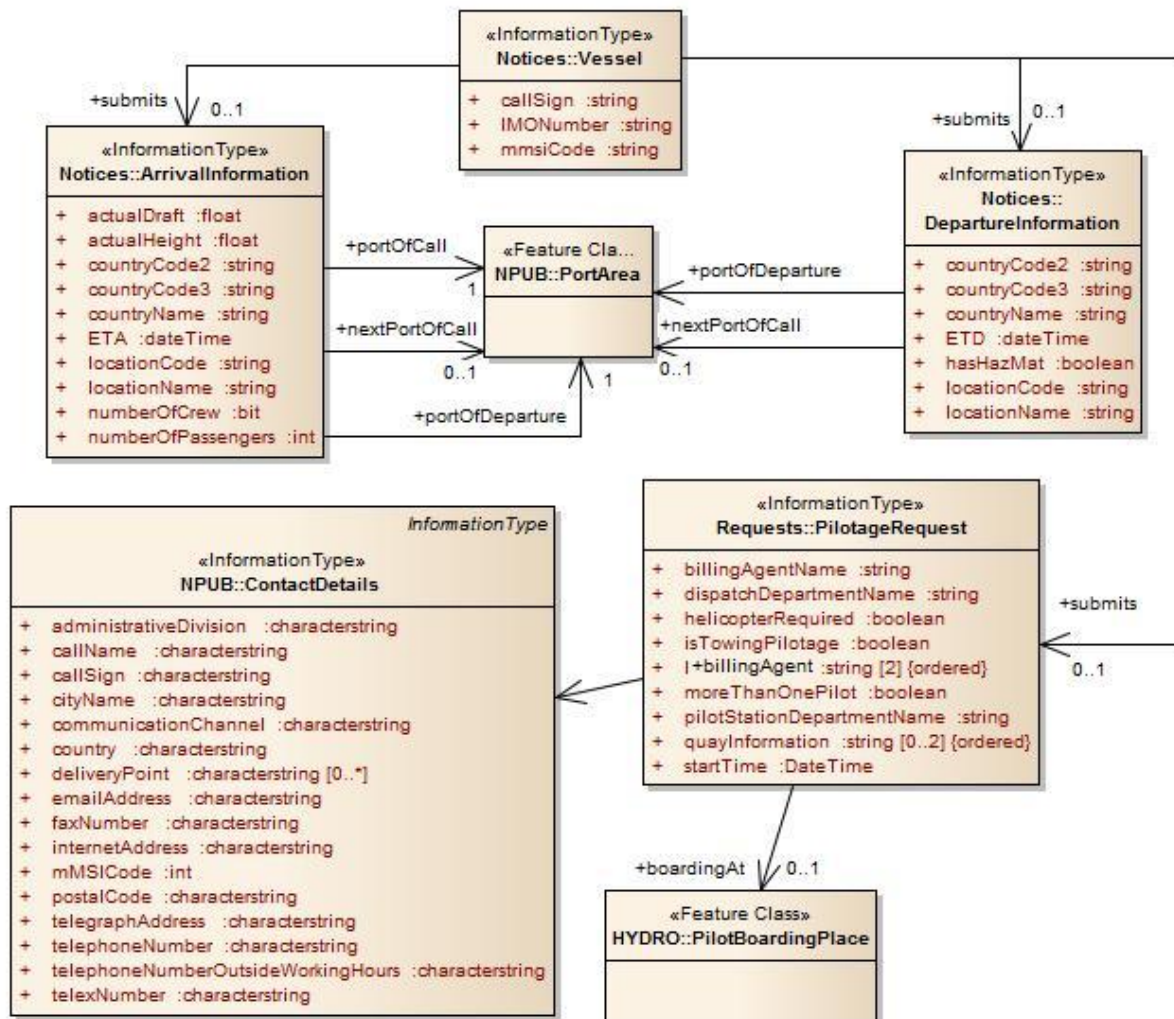 «InformationType»
Notices::Vessel
+ callSign :string
+ IMONumber :string
+ mmsiCode :string
+submits
0..1
+submits
0..1
«InformationType»
Notices::ArrivalInformation
+ actualDraft :float
+ actualHeight :float
+ countryCode2 :string
+ countryCode3 :string
+ countryName :string
+ ETA :dateTime
+ locationCode :string
+ locationName :string
+ numberOfCrew :bit
+ numberOfPassengers :int
+portOfCall
1
+nextPortOfCall
0..1
+portOfDeparture
1
«Feature Cla...
NPUB::PortArea
+portOfDeparture
+nextPortOfCall
0..1
«InformationType»
Notices::
DepartureInformation
+ countryCode2 :string
+ countryCode3 :string
+ countryName :string
+ ETD :dateTime
+ hasHazMat :boolean
+ locationCode :string
+ locationName :string
InformationType
«InformationType»
NPUB::ContactDetails
+ administrativeDivision :characterstring
+ callName :characterstring
+ callSign :characterstring
+ cityName :characterstring
+ communicationChannel :characterstring
+ country :characterstring
+ deliveryPoint :characterstring [0..*]
+ emailAddress :characterstring
+ faxNumber :characterstring
+ internetAddress :characterstring
+ mMSICode :int
+ postalCode :characterstring
+ telegraphAddress :characterstring
+ telephoneNumber :characterstring
+ telephoneNumberOutsideWorkingHours :characterstring
+ telexNumber :characterstring
«InformationType»
Requests::PilotageRequest
+ billingAgentName :string
+ dispatchDepartmentName :string
+ helicopterRequired :boolean
+ isTowingPilotage :boolean
+ +billingAgent :string [2] {ordered}
+ moreThanOnePilot :boolean
+ pilotStationDepartmentName :string
+ quayInformation :string [0..2] {ordered}
+ startTime :DateTime
+submits
0..1
+boardingAt
0..1
«Feature Class»
HYDRO::PilotBoardingPlace